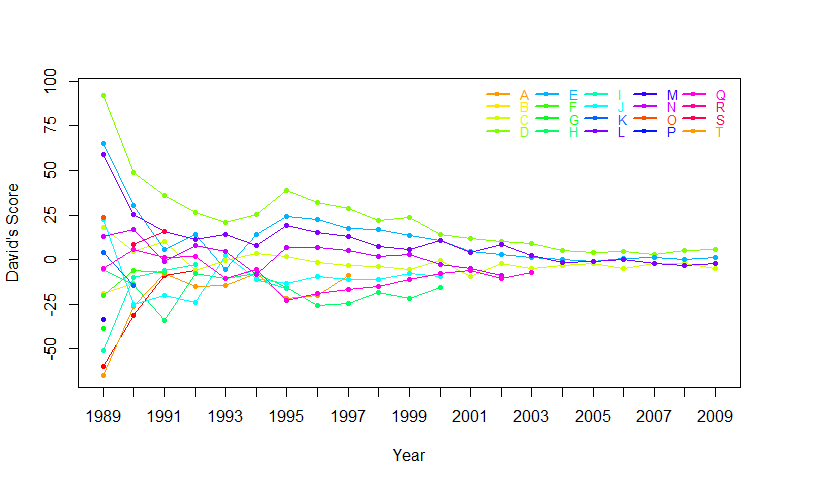 A E I M Q
B F J N R
C G K O S
D H L P T
David's Score
100
75
50
25
0
-25
-50
1989 1991 1993 1995 1997 1999 2001 2003 2005 2007 2009
Year